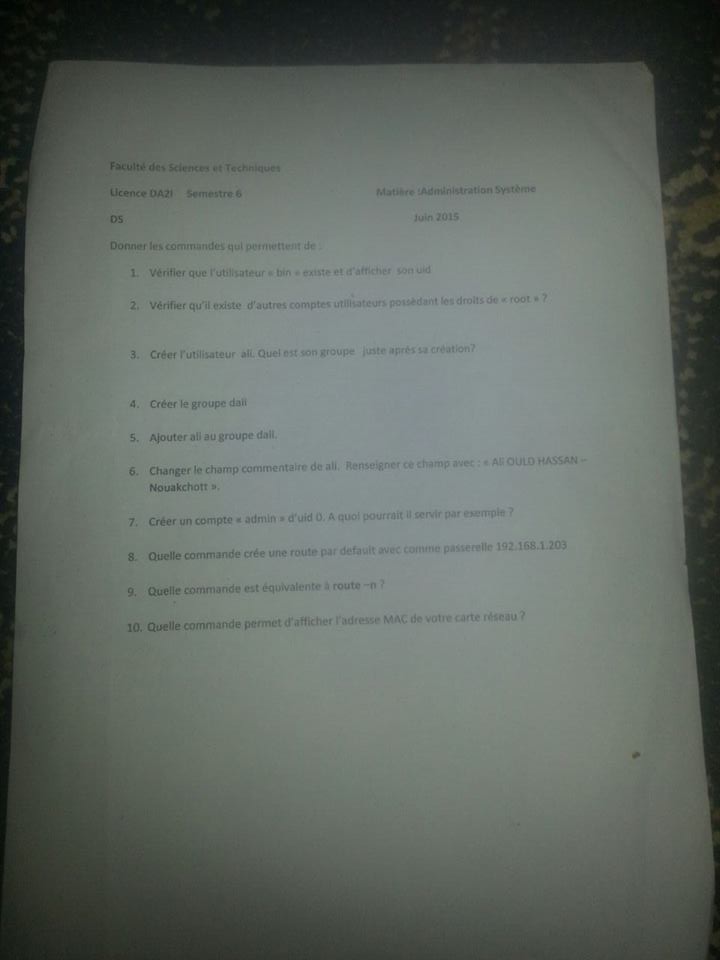 Faculté des Sciences et Techniques
Licence DA2I Semestre 6 Matière :Administration Système
DS Juin 2015
Donner les commandes qui permettent de :
1. Vérifier que l'utilisateur « bin » existe et d'afficher son uid
2. Vérifier qu'il existe d'autres comptes utilisateurs possédant les droits de « root » ?
3. Créer l'utilisateur ali. Quel est son groupe juste après sa création?
4. Créer le groupe dali
5. Ajouter ali au groupe dali.
6. Changer le champ commentaire de ali. Renseigner ce champ avec : « Ali OULD HASSAN –
Nouakchott ».
7. Créer un compte « admin » d'uid 0. A quoi pourrait il servir par exemple ?
8. Quelle commande crée une route par default avec comme passerelle 192.168.1.203
9. Quelle commande est équivalente à route –n ?
10. Quelle commande permet d'afficher l'adresse MAC de votre carte réseau ?